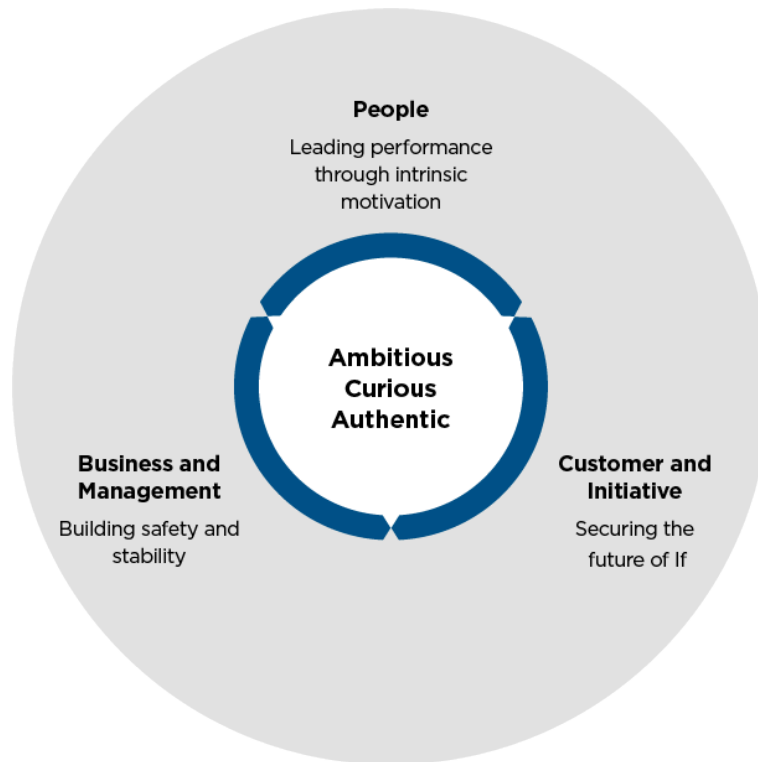 People
Leading performance
through intrinsic
motivation
Ambitious
Curious
Authentic
Business and
Management
Building safety and
stability
Customer and
Initiative
Securing the
future of If